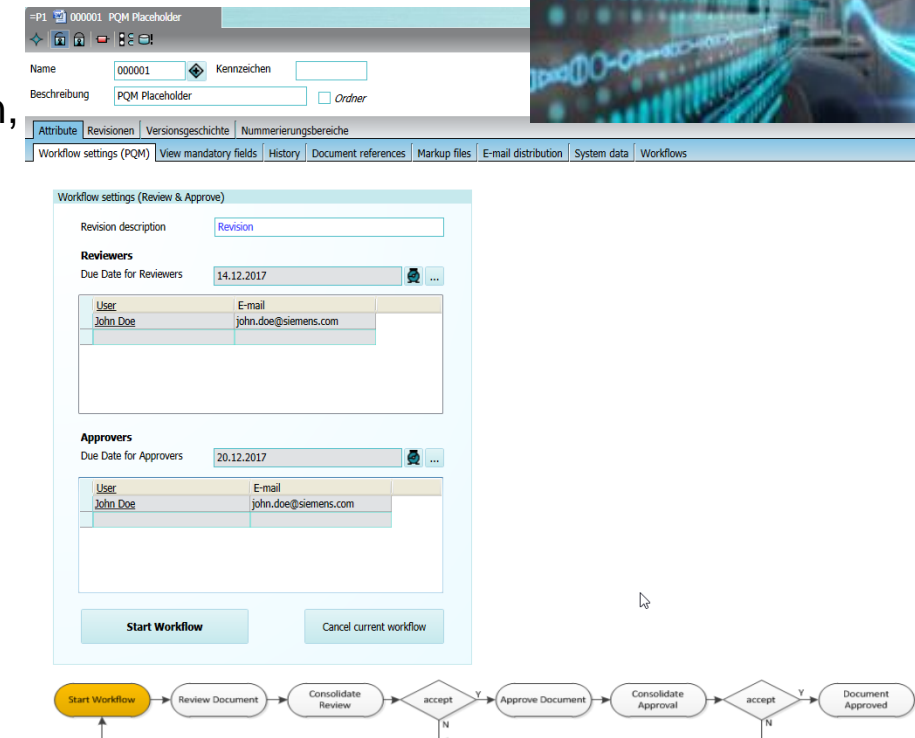 =P1 000001 PQM Placeholder
Name 000001 Kennzeichen
n,
Beschreibung PQM Placeholder Ordner
Attribute Revisionen Versionsgeschichte Nummerierungsbereiche
Workflow settings (PQM) View mandatory fields History Document references Markup files E-mail distribution System data Workflows
Workflow settings (Review & Approve)
Revision description Revision
Reviewers
Due Date for Reviewers 14.12.2017 ...
User E-mail
John Doe john.doe@siemens.com
Approvers
Due Date for Approvers 20.12.2017 ...
User E-mail
John Doe john.doe@siemens.com
Start Workflow Cancel current workflow
Start Workflow Review Document Consolidate Review accept Y Approve Document Consolidate Approval accept Y Document Approved
N N